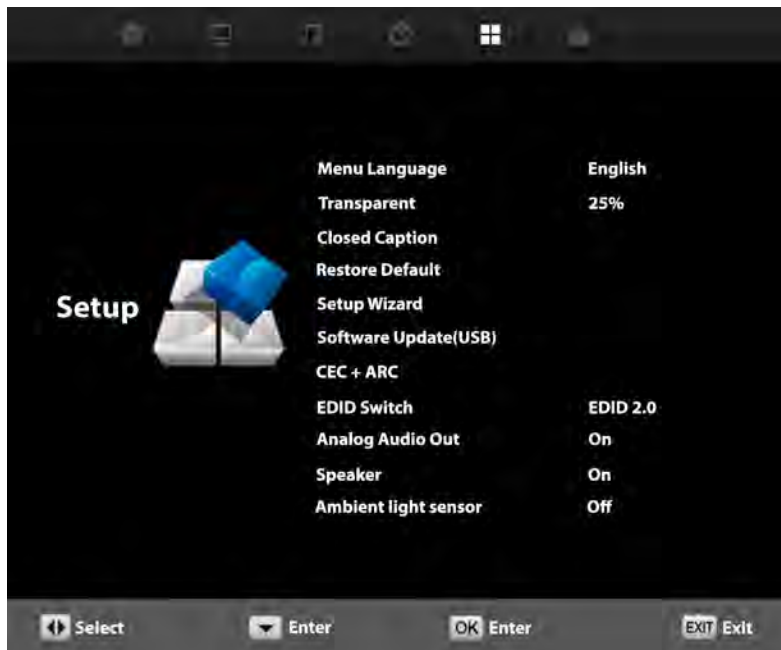 Menu Language English
Transparent 25%
Closed Caption
Restore Default
Setup
Setup Wizard
Software Update(USB)
CEC + ARC
EDID Switch EDID 2.0
Analog Audio Out On
Speaker On
Ambient light sensor Off
Select Enter OK Enter EXIT Exit